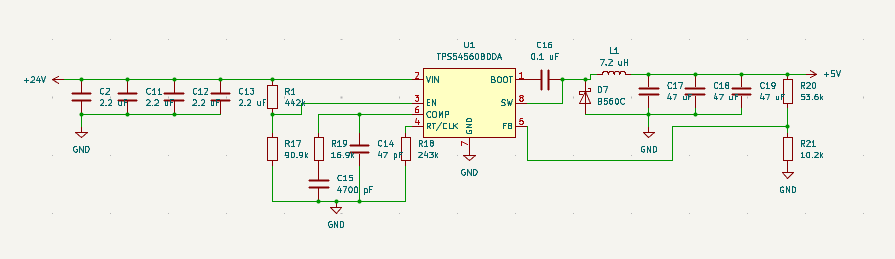 U1
TPS54560BDDA
+24V
C2
2.2 uF
C11
2.2 uF
C12
2.2 uF
C13
2.2 uF
R1
442k
2
VIN
3
EN
6
COMP
4
RT/CLK
BOOT
1
SW
8
FB
5
GND
7
GND
C16
0.1 uF
L1
7.2 uH
D7
B560C
C17
47 uF
C18
47 uF
C19
47 uF
R20
53.6k
+5V
GND
R17
90.9k
R19
16.9k
C14
47 pF
R18
243k
C15
4700 pF
GND
GND
R21
10.2k
GND